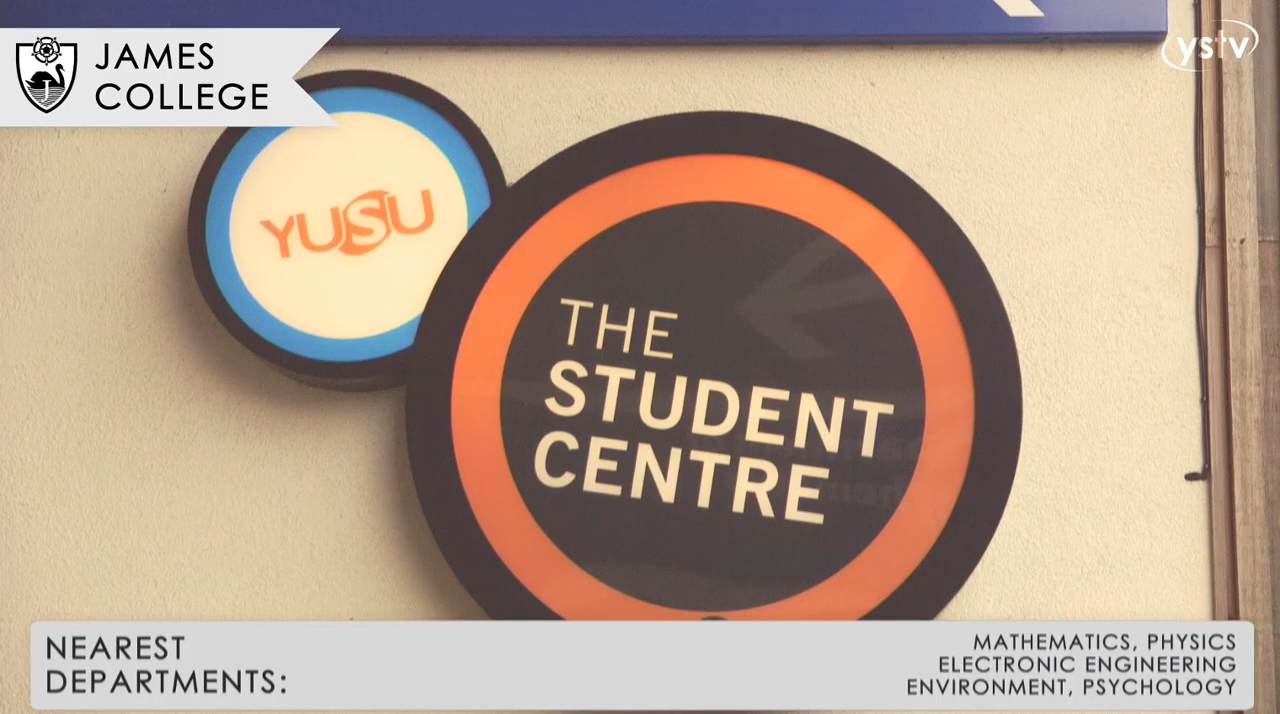 JAMES
COLLEGE
ystv
YUSU
THE
STUDENT
CENTRE
NEAREST
DEPARTMENTS:
MATHEMATICS, PHYSICS
ELECTRONIC ENGINEERING
ENVIRONMENT, PSYCHOLOGY